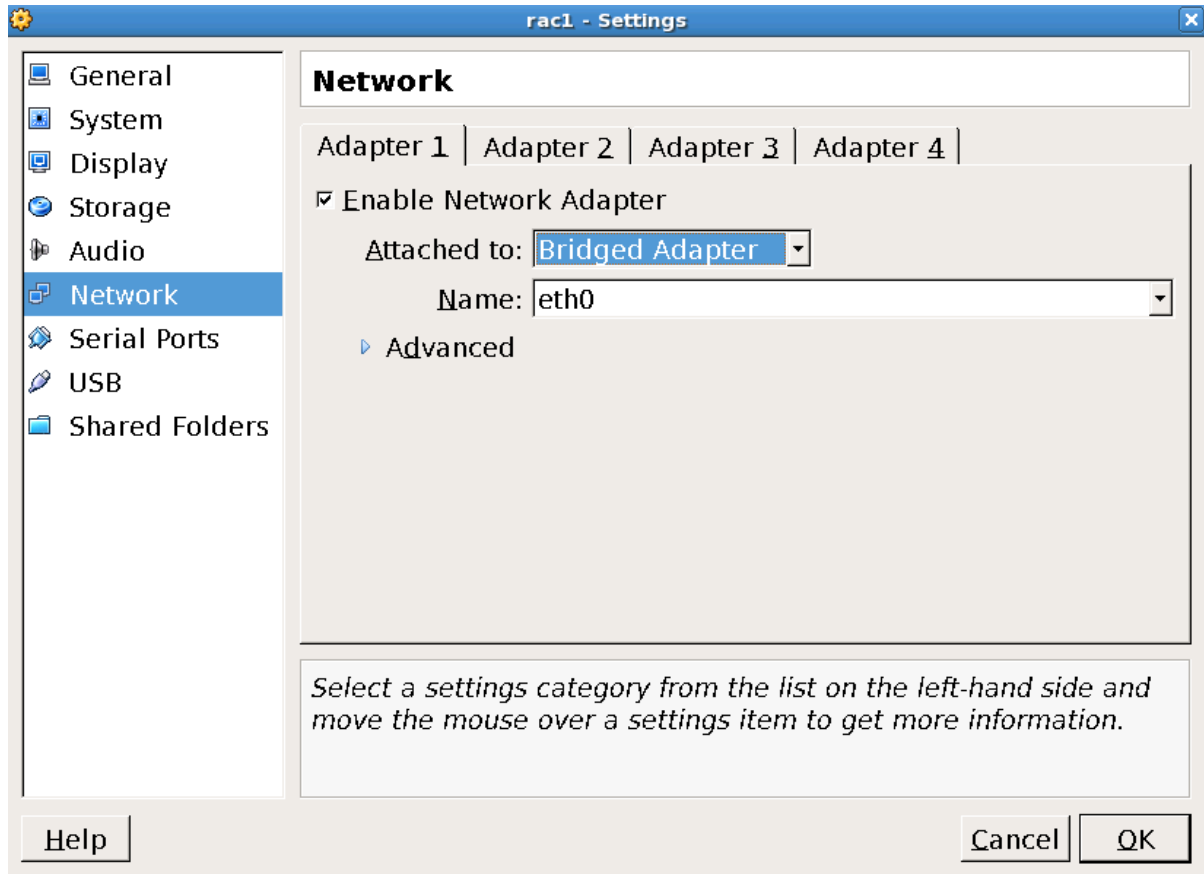 rac1 - Settings
General
System
Display
Storage
Audio
Network
Serial Ports
USB
Shared Folders
Network
Adapter 1
Adapter 2
Adapter 3
Adapter 4
Enable Network Adapter
Attached to: Bridged Adapter
Name: eth0
Advanced
Select a settings category from the list on the left-hand side and
move the mouse over a settings item to get more information.
Help
Cancel
OK